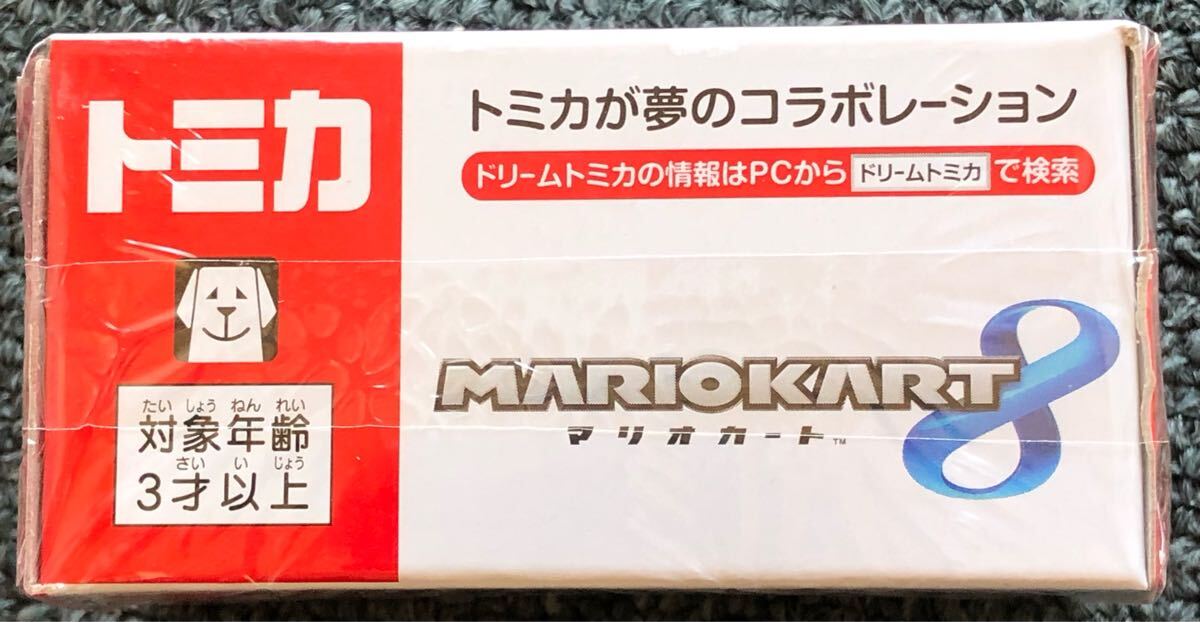 トミカ
たい しょう ねん れい
対象年齢
さい い じょう
3才以上
トミカが夢のコラボレーション
ドリームトミカの情報はPCから ドリームトミカ で検索
MARIOKART 8
マリオカート™